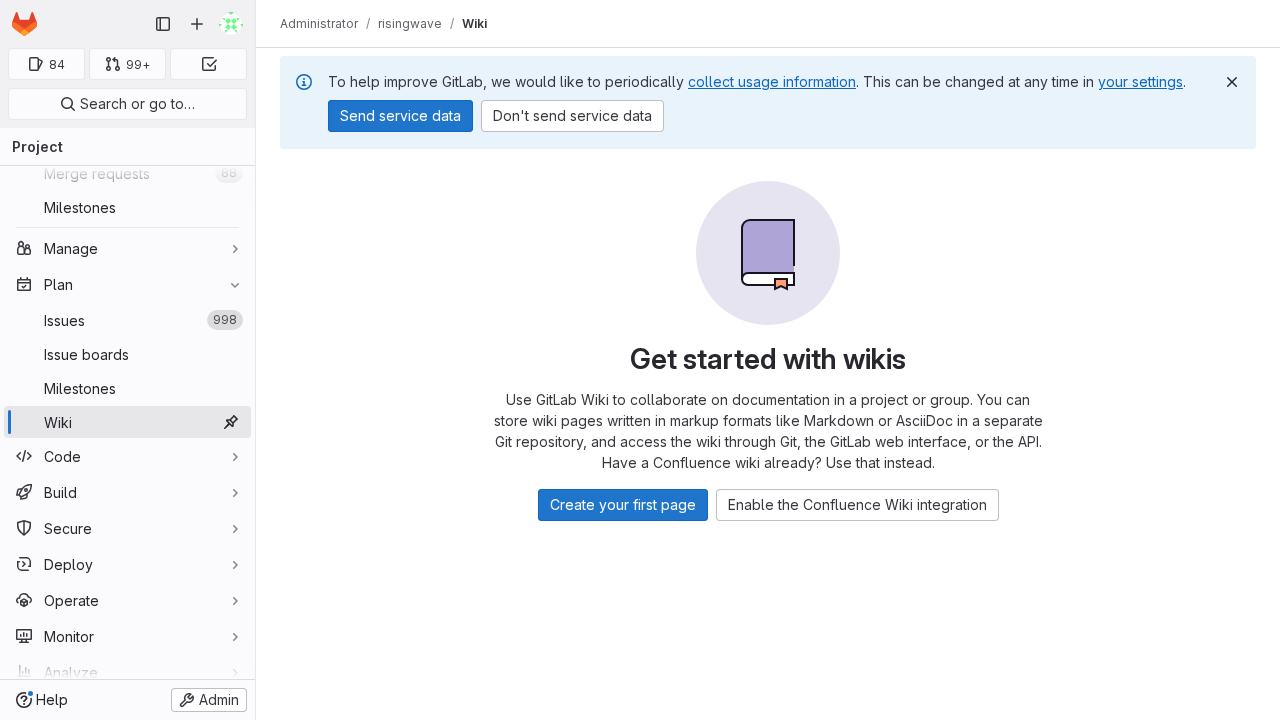 84
99+
Search or go to…
Project
Merge requests
88
Milestones
Manage
Plan
Issues
998
Issue boards
Milestones
Wiki
Code
Build
Secure
Deploy
Operate
Monitor
Analyze
Help
Admin
Administrator / risingwave / Wiki
To help improve GitLab, we would like to periodically collect usage information. This can be changed at any time in your settings.
Send service data
Don't send service data
Get started with wikis
Use GitLab Wiki to collaborate on documentation in a project or group. You can
store wiki pages written in markup formats like Markdown or AsciiDoc in a separate
Git repository, and access the wiki through Git, the GitLab web interface, or the API.
Have a Confluence wiki already? Use that instead.
Create your first page
Enable the Confluence Wiki integration